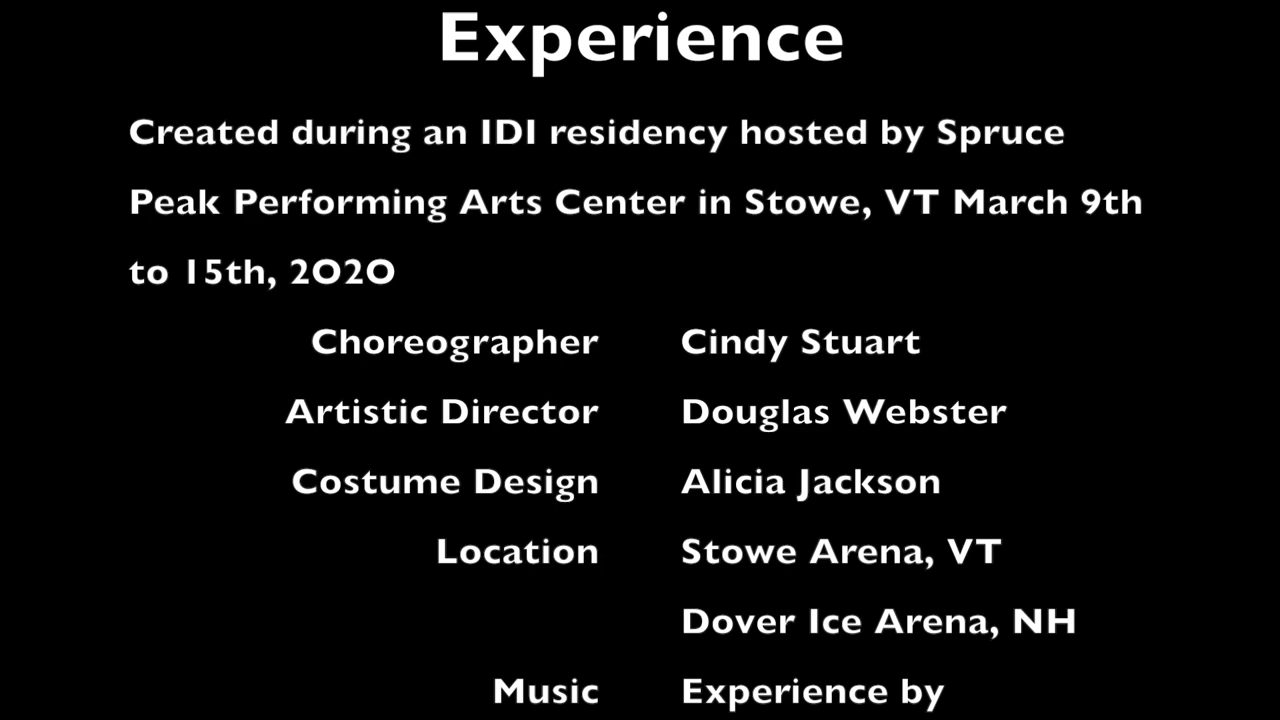 Experience
Created during an IDI residency hosted by Spruce
Peak Performing Arts Center in Stowe, VT March 9th
to 15th, 2020
Choreographer Cindy Stuart
Artistic Director Douglas Webster
Costume Design Alicia Jackson
Location Stowe Arena, VT
Dover Ice Arena, NH
Music Experience by